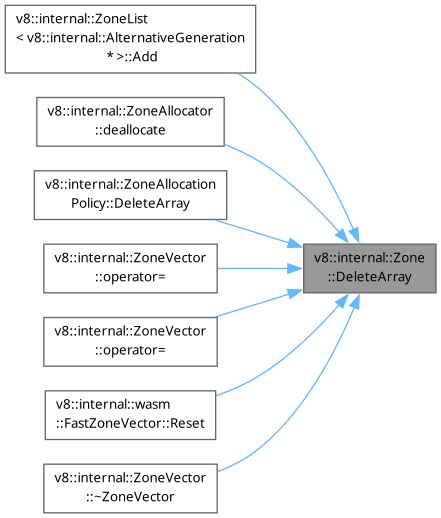 v8::internal::ZoneList
< v8::internal::AlternativeGeneration
* >::Add
v8::internal::ZoneAllocator
::deallocate
v8::internal::ZoneAllocation
Policy::DeleteArray
v8::internal::ZoneVector
::operator=
v8::internal::Zone
::DeleteArray
v8::internal::ZoneVector
::operator=
v8::internal::wasm
::FastZoneVector::Reset
v8::internal::ZoneVector
::~ZoneVector